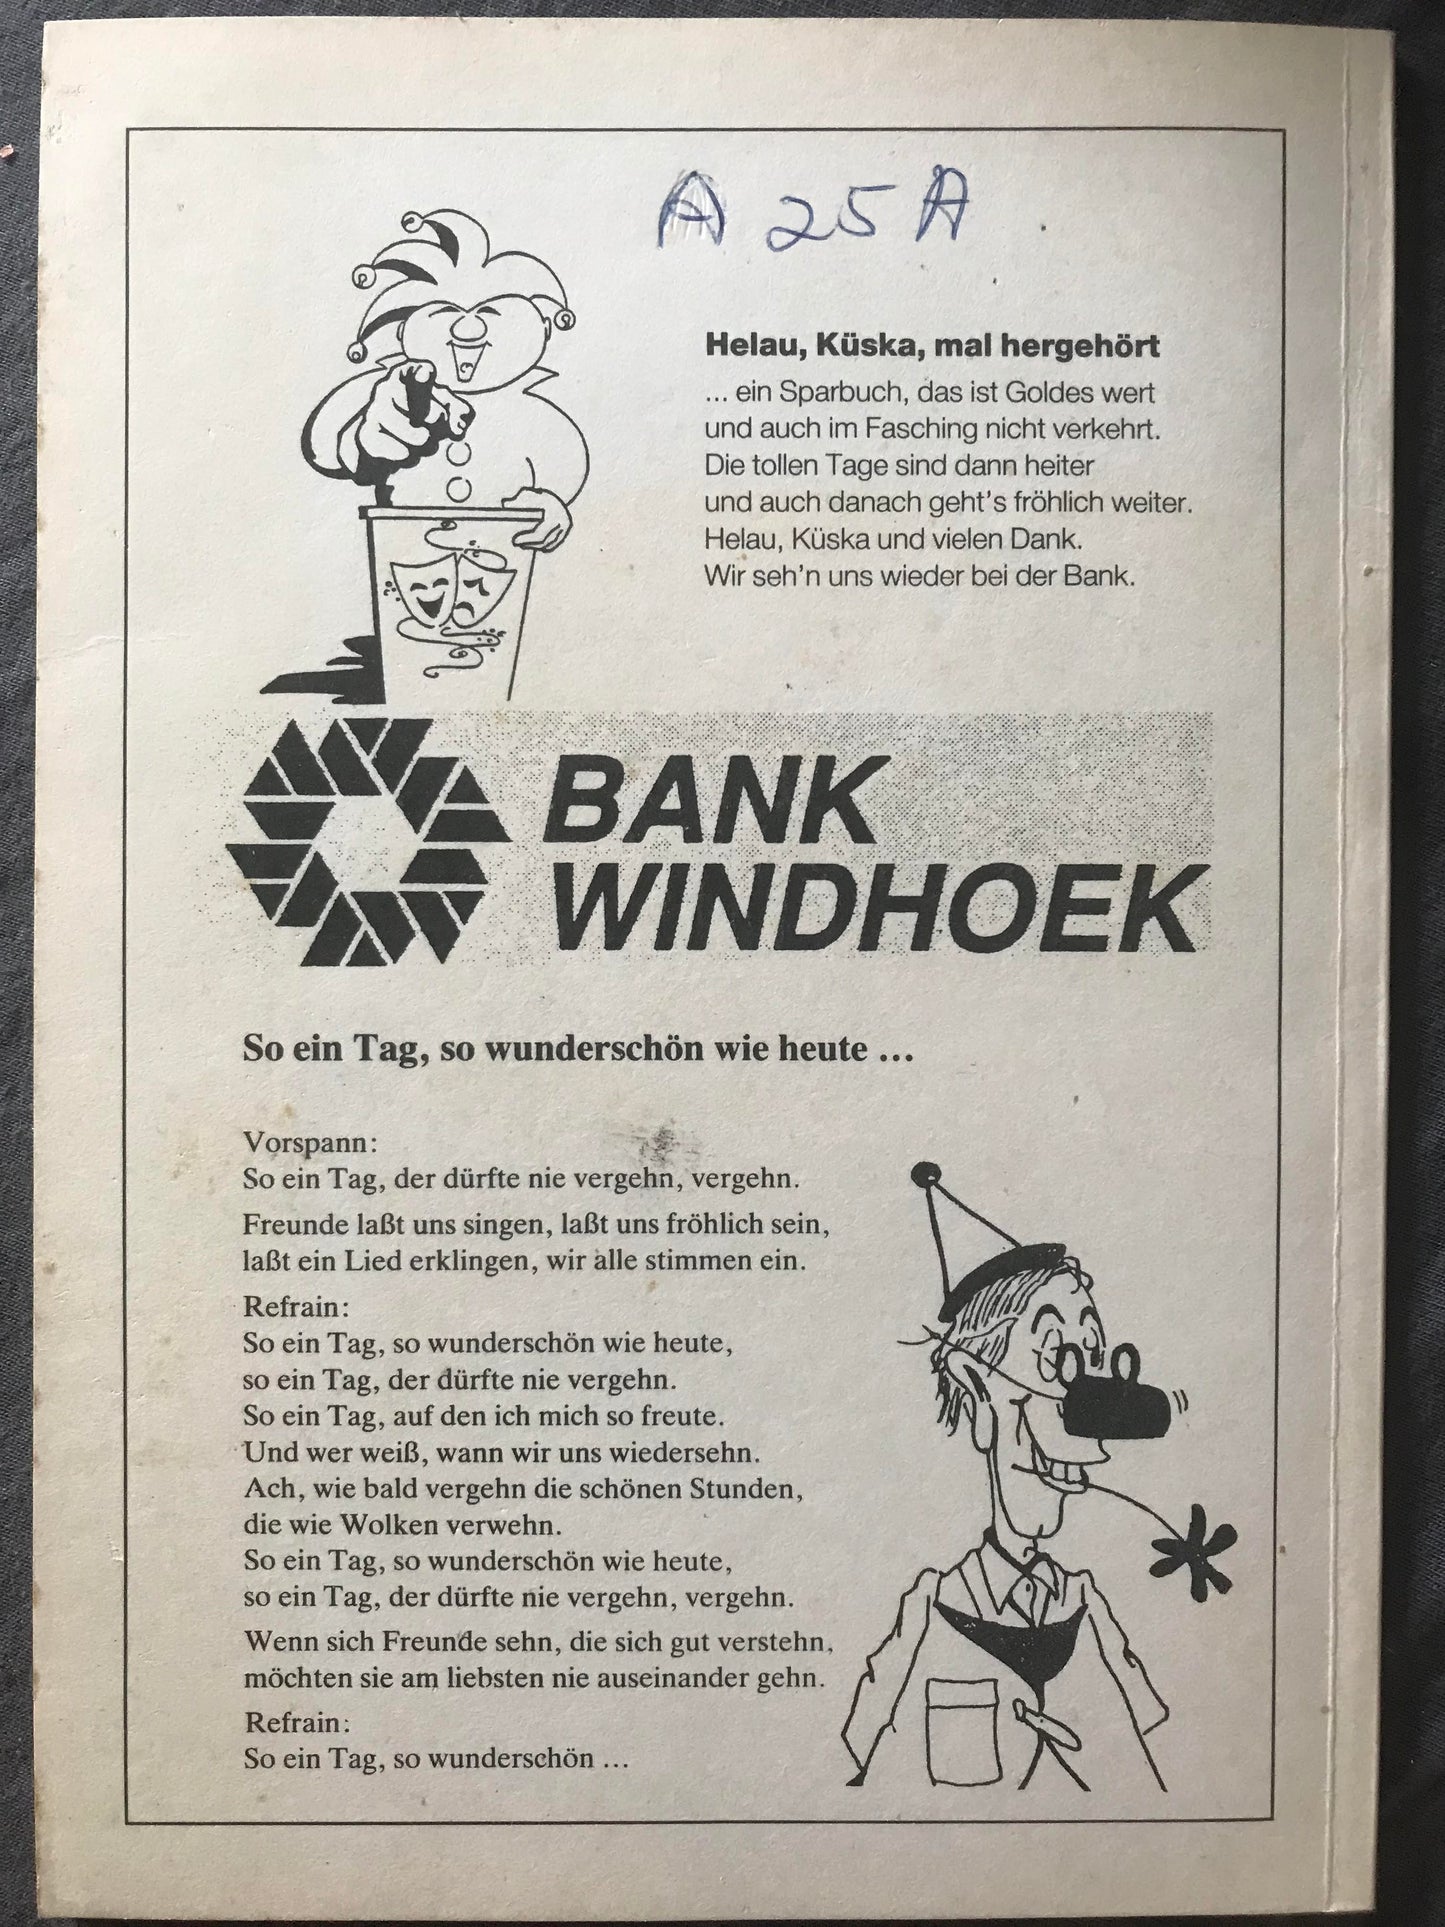 A 25 A
Helau, Küska, mal hergehört
... ein Sparbuch, das ist Goldes wert
und auch im Fasching nicht verkehrt.
Die tollen Tage sind dann heiter
und auch danach geht's fröhlich weiter.
Helau, Küska und vielen Dank.
Wir seh'n uns wieder bei der Bank.
BANK
WINDHOEK
So ein Tag, so wunderschön wie heute ...
Vorspann:
So ein Tag, der dürfte nie vergehn, vergehn.
Freunde laßt uns singen, laßt uns fröhlich sein,
laßt ein Lied erklingen, wir alle stimmen ein.
Refrain:
So ein Tag, so wunderschön wie heute,
so ein Tag, der dürfte nie vergehn.
So ein Tag, auf den ich mich so freute.
Und wer weiß, wann wir uns wiedersehn.
Ach, wie bald vergehn die schönen Stunden,
die wie Wolken verwehn.
So ein Tag, so wunderschön wie heute,
so ein Tag, der dürfte nie vergehn, vergehn.
Wenn sich Freunde sehn, die sich gut verstehn,
möchten sie am liebsten nie auseinander gehn.
Refrain:
So ein Tag, so wunderschön ...